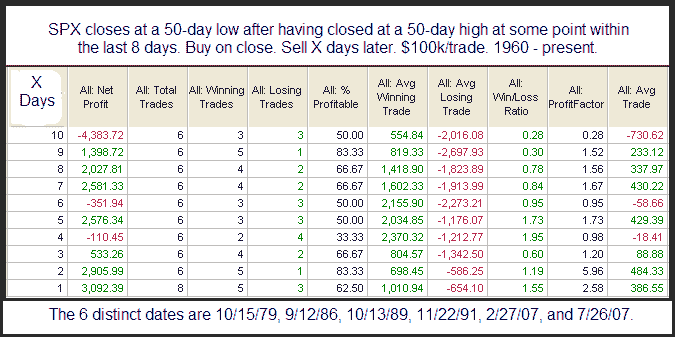 SPX closes at a 50-day low after having closed at a 50-day high at some point within
the last 8 days. Buy on close. Sell X days later. $100k/trade. 1960 - present.
X Days All: Net Profit All: Total Trades All: Winning Trades All: Losing Trades All: % Profitable All: Avg Winning Trade All: Avg Losing Trade All: Win/Loss Ratio All: ProfitFactor All: Avg Trade
10 -4,383.72 6 3 3 50.00 554.84 -2,016.08 0.28 0.28 -730.62
9 1,398.72 6 5 1 83.33 819.33 -2,697.93 0.30 1.52 233.12
8 2,027.81 6 4 2 66.67 1,418.90 -1,823.89 0.78 1.56 337.97
7 2,581.33 6 4 2 66.67 1,602.33 -1,913.99 0.84 1.67 430.22
6 -351.94 6 3 3 50.00 2,155.90 -2,273.21 0.95 0.95 -58.66
5 2,576.34 6 3 3 50.00 2,034.85 -1,176.07 1.73 1.73 429.39
4 -110.45 6 2 4 33.33 2,370.32 -1,212.77 1.95 0.98 -18.41
3 533.26 6 4 2 66.67 804.57 -1,342.50 0.60 1.20 88.88
2 2,905.99 6 5 1 83.33 698.45 -586.25 1.19 5.96 484.33
1 3,092.39 8 5 3 62.50 1,010.94 -654.10 1.55 2.58 386.55
The 6 distinct dates are 10/15/79, 9/12/86, 10/13/89, 11/22/91, 2/27/07, and 7/26/07.